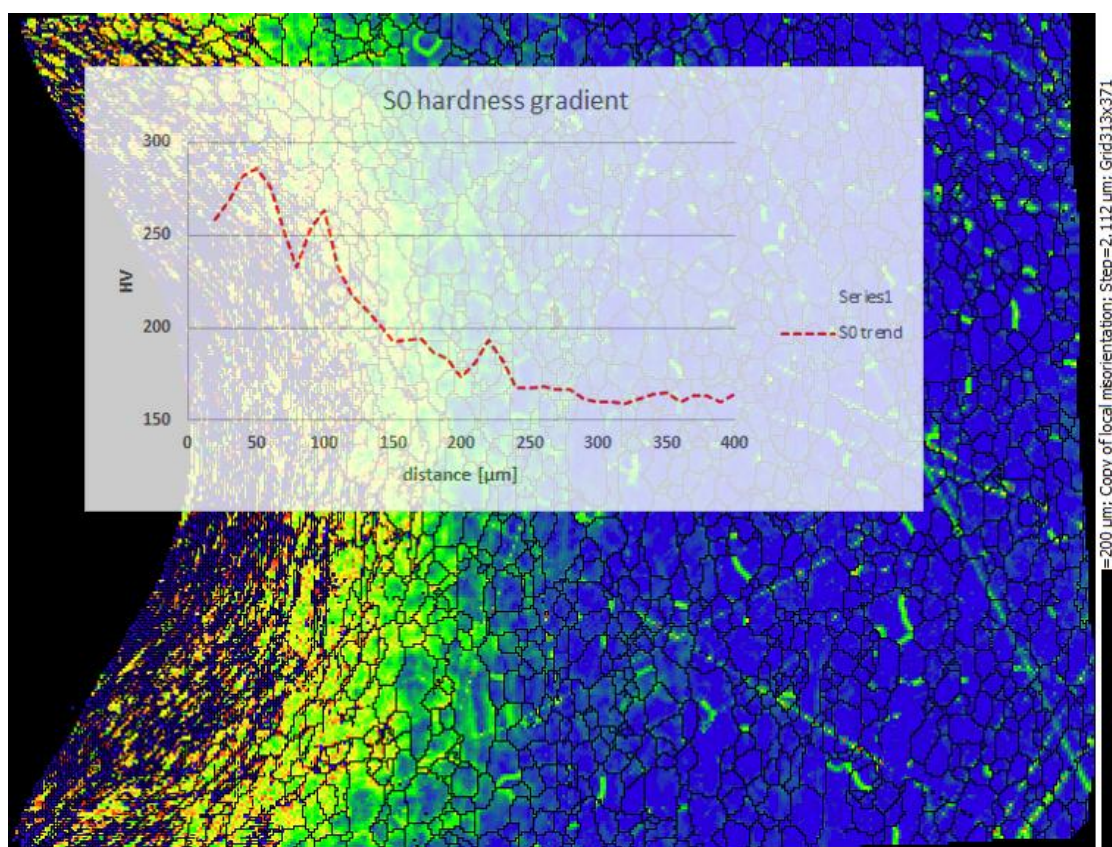 S0 hardness gradient
300
250
200
150
HV
0 50 100 150 200 250 300 350 400
distance [µm]
Series1
S0 trend
=200 µm; Copy of local misorientation; Step=2.112 µm; Grid313x371